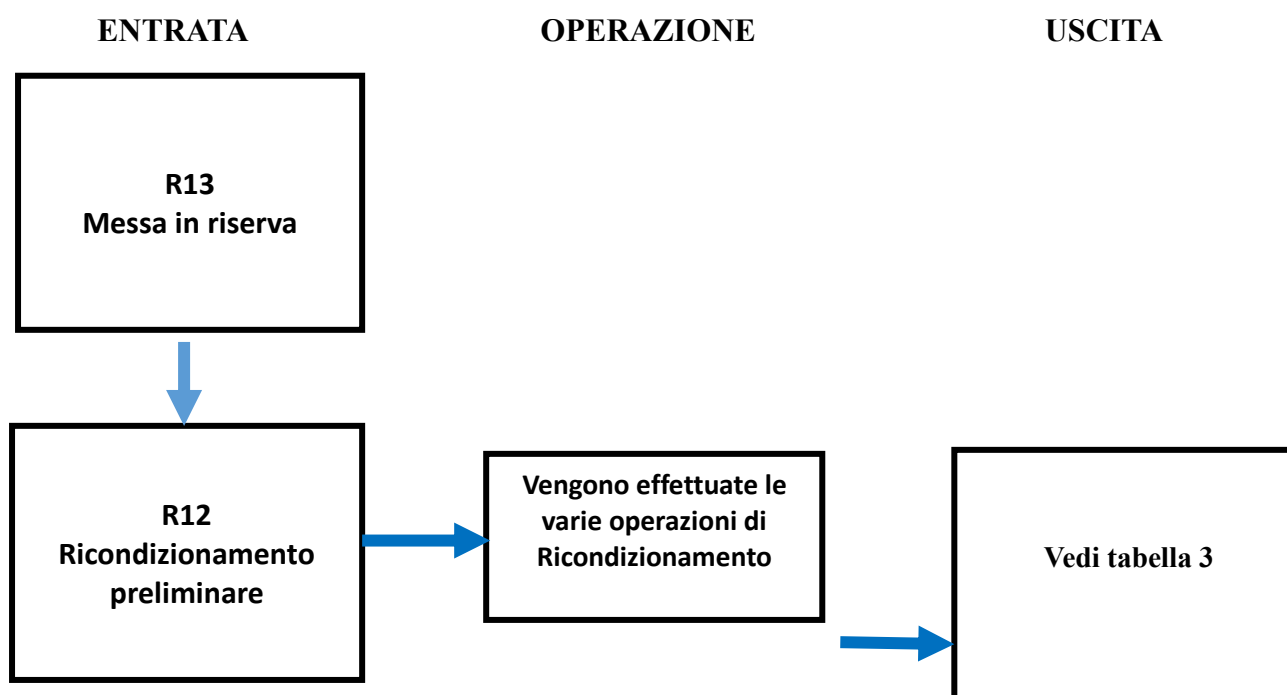 ENTRATA
OPERAZIONE
USCITA
R13
Messa in riserva
R12
Ricondizionamento
preliminare
Vengono effettuate le
varie operazioni di
Ricondizionamento
Vedi tabella 3